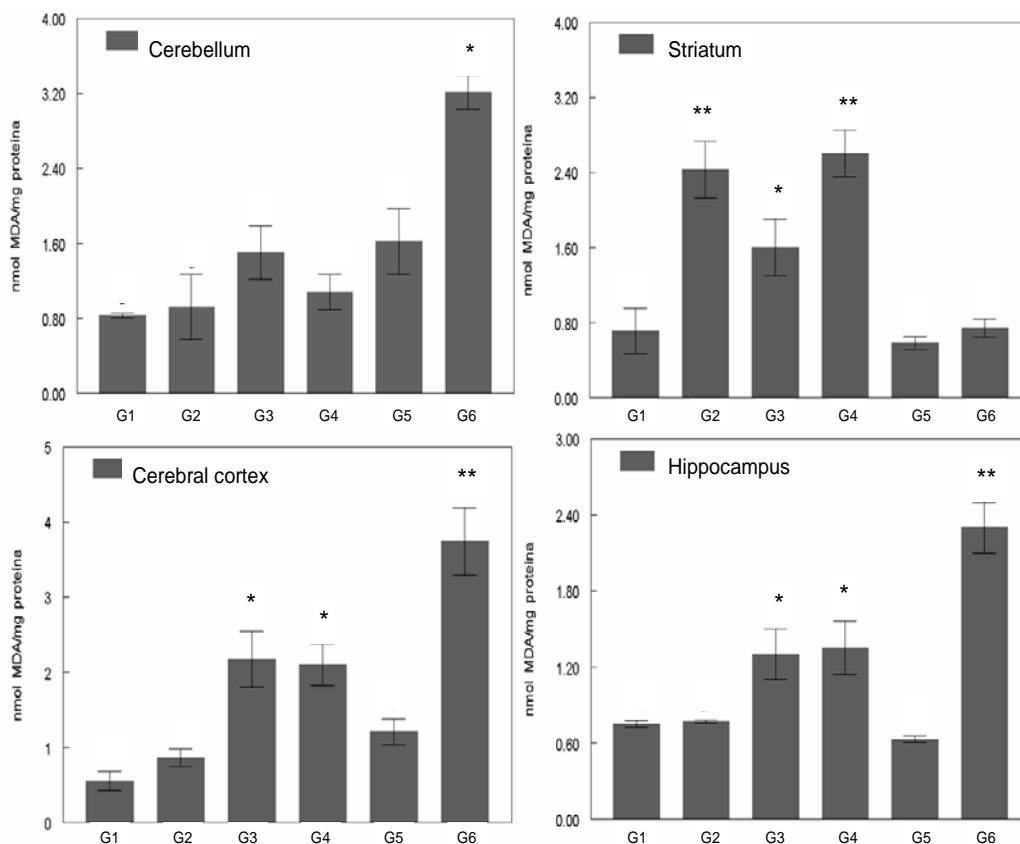 Cerebellum
nmol MDA/mg proteina
4.00
3.20
2.40
1.60
0.80
0.00
*
G1 G2 G3 G4 G5 G6
Striatum
nmol MDA/mg proteina
4.00
3.20
2.40
1.60
0.80
0.00
** * **
G1 G2 G3 G4 G5 G6
Cerebral cortex
nmol MDA/mg proteina
5
4
3
2
1
0
* * **
G1 G2 G3 G4 G5 G6
Hippocampus
nmol MDA/mg proteina
3.00
2.40
1.80
1.20
0.60
0.00
* * **
G1 G2 G3 G4 G5 G6